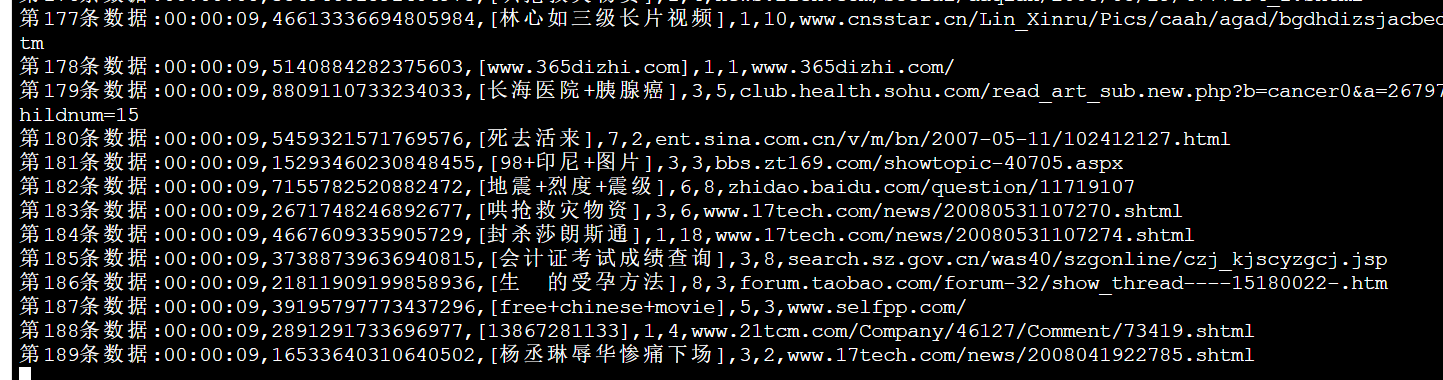 第177条数据:00:00:09,46613336694805984,[林心如三级长片视频],1,10,www.cnsstar.cn/Lin_Xinru/Pics/caah/agad/bgdhdizsjacbec
tm
第178条数据:00:00:09,5140884282375603,[www.365dizhi.com],1,1,www.365dizhi.com/
第179条数据:00:00:09,8809110733234033,[长海医院+胰腺癌],3,5,club.health.sohu.com/read_art_sub.new.php?b=cancer0&a=26797
hildnum=15
第180条数据:00:00:09,5459321571769576,[死去活来],7,2,ent.sina.com.cn/v/m/bn/2007-05-11/102412127.html
第181条数据:00:00:09,15293460230848455,[98+印尼+图片],3,3,bbs.zt169.com/showtopic-40705.aspx
第182条数据:00:00:09,7155782520882472,[地震+烈度+震级],6,8,zhidao.baidu.com/question/11719107
第183条数据:00:00:09,2671748246892677,[哄抢救灾物资],3,6,www.17tech.com/news/20080531107270.shtml
第184条数据:00:00:09,4667609335905729,[封杀莎朗斯通],1,18,www.17tech.com/news/20080531107274.shtml
第185条数据:00:00:09,37388739636940815,[会计证考试成绩查询],3,8,search.sz.gov.cn/was40/szgonline/czj_kjscyzgcj.jsp
第186条数据:00:00:09,21811909199858936,[生　的受孕方法],8,3,forum.taobao.com/forum-32/show_thread----15180022-.htm
第187条数据:00:00:09,39195797773437296,[free+chinese+movie],5,3,www.selfpp.com/
第188条数据:00:00:09,2891291733696977,[13867281133],1,4,www.21tcm.com/Company/46127/Comment/73419.shtml
第189条数据:00:00:09,16533640310640502,[杨丞琳辱华惨痛下场],3,2,www.17tech.com/news/2008041922785.shtml